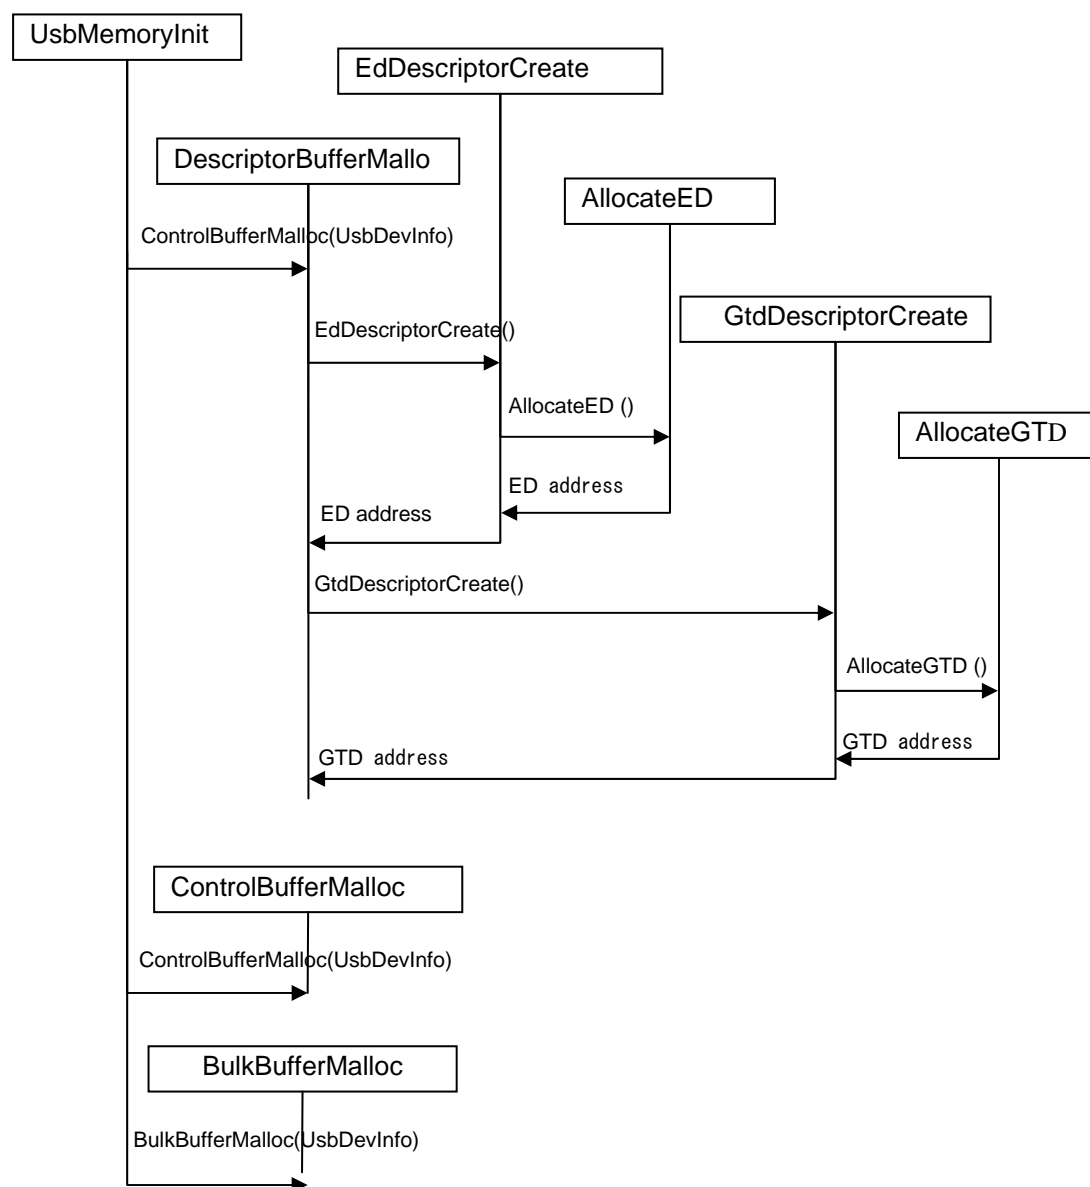 UsbMemoryInit
EdDescriptorCreate
DescriptorBufferMallo
AllocateED
ControlBufferMalloc(UsbDevInfo)
GtdDescriptorCreate
EdDescriptorCreate()
AllocateED ()
AllocateGTD
ED address
ED address
GtdDescriptorCreate()
AllocateGTD ()
GTD address
GTD address
ControlBufferMalloc
ControlBufferMalloc(UsbDevInfo)
BulkBufferMalloc
BulkBufferMalloc(UsbDevInfo)